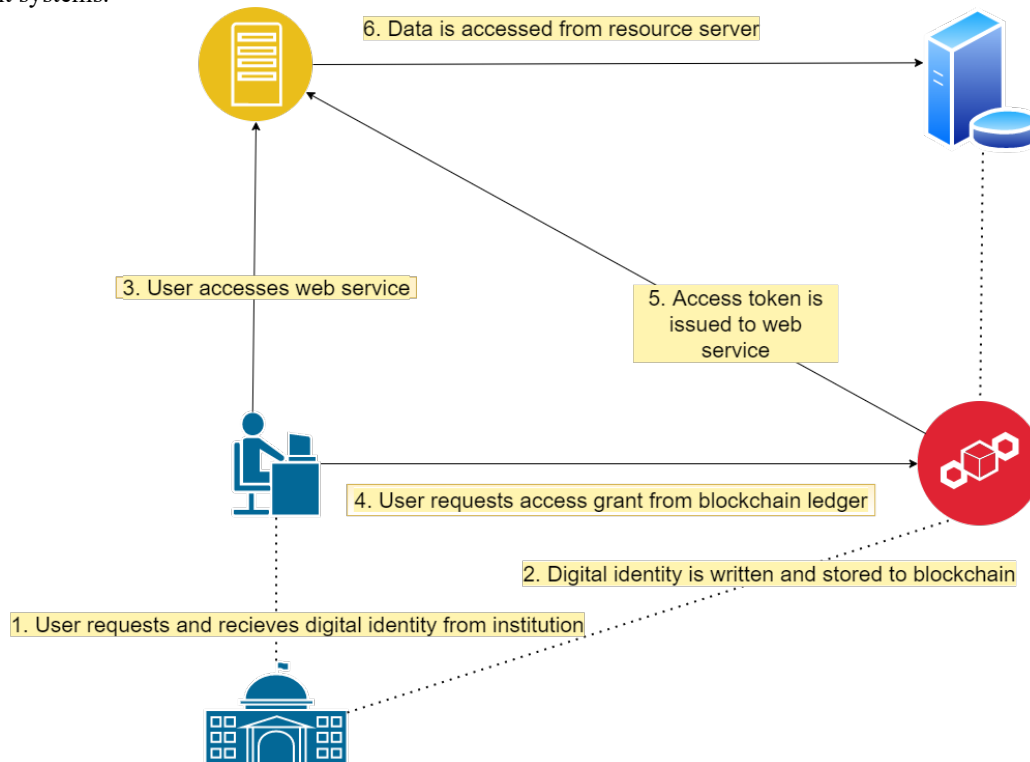 t systems.
6. Data is accessed from resource server
3. User accesses web service
5. Access token is
issued to web
service
4. User requests access grant from blockchain ledger
2. Digital identity is written and stored to blockchain
1. User requests and recieves digital identity from institution